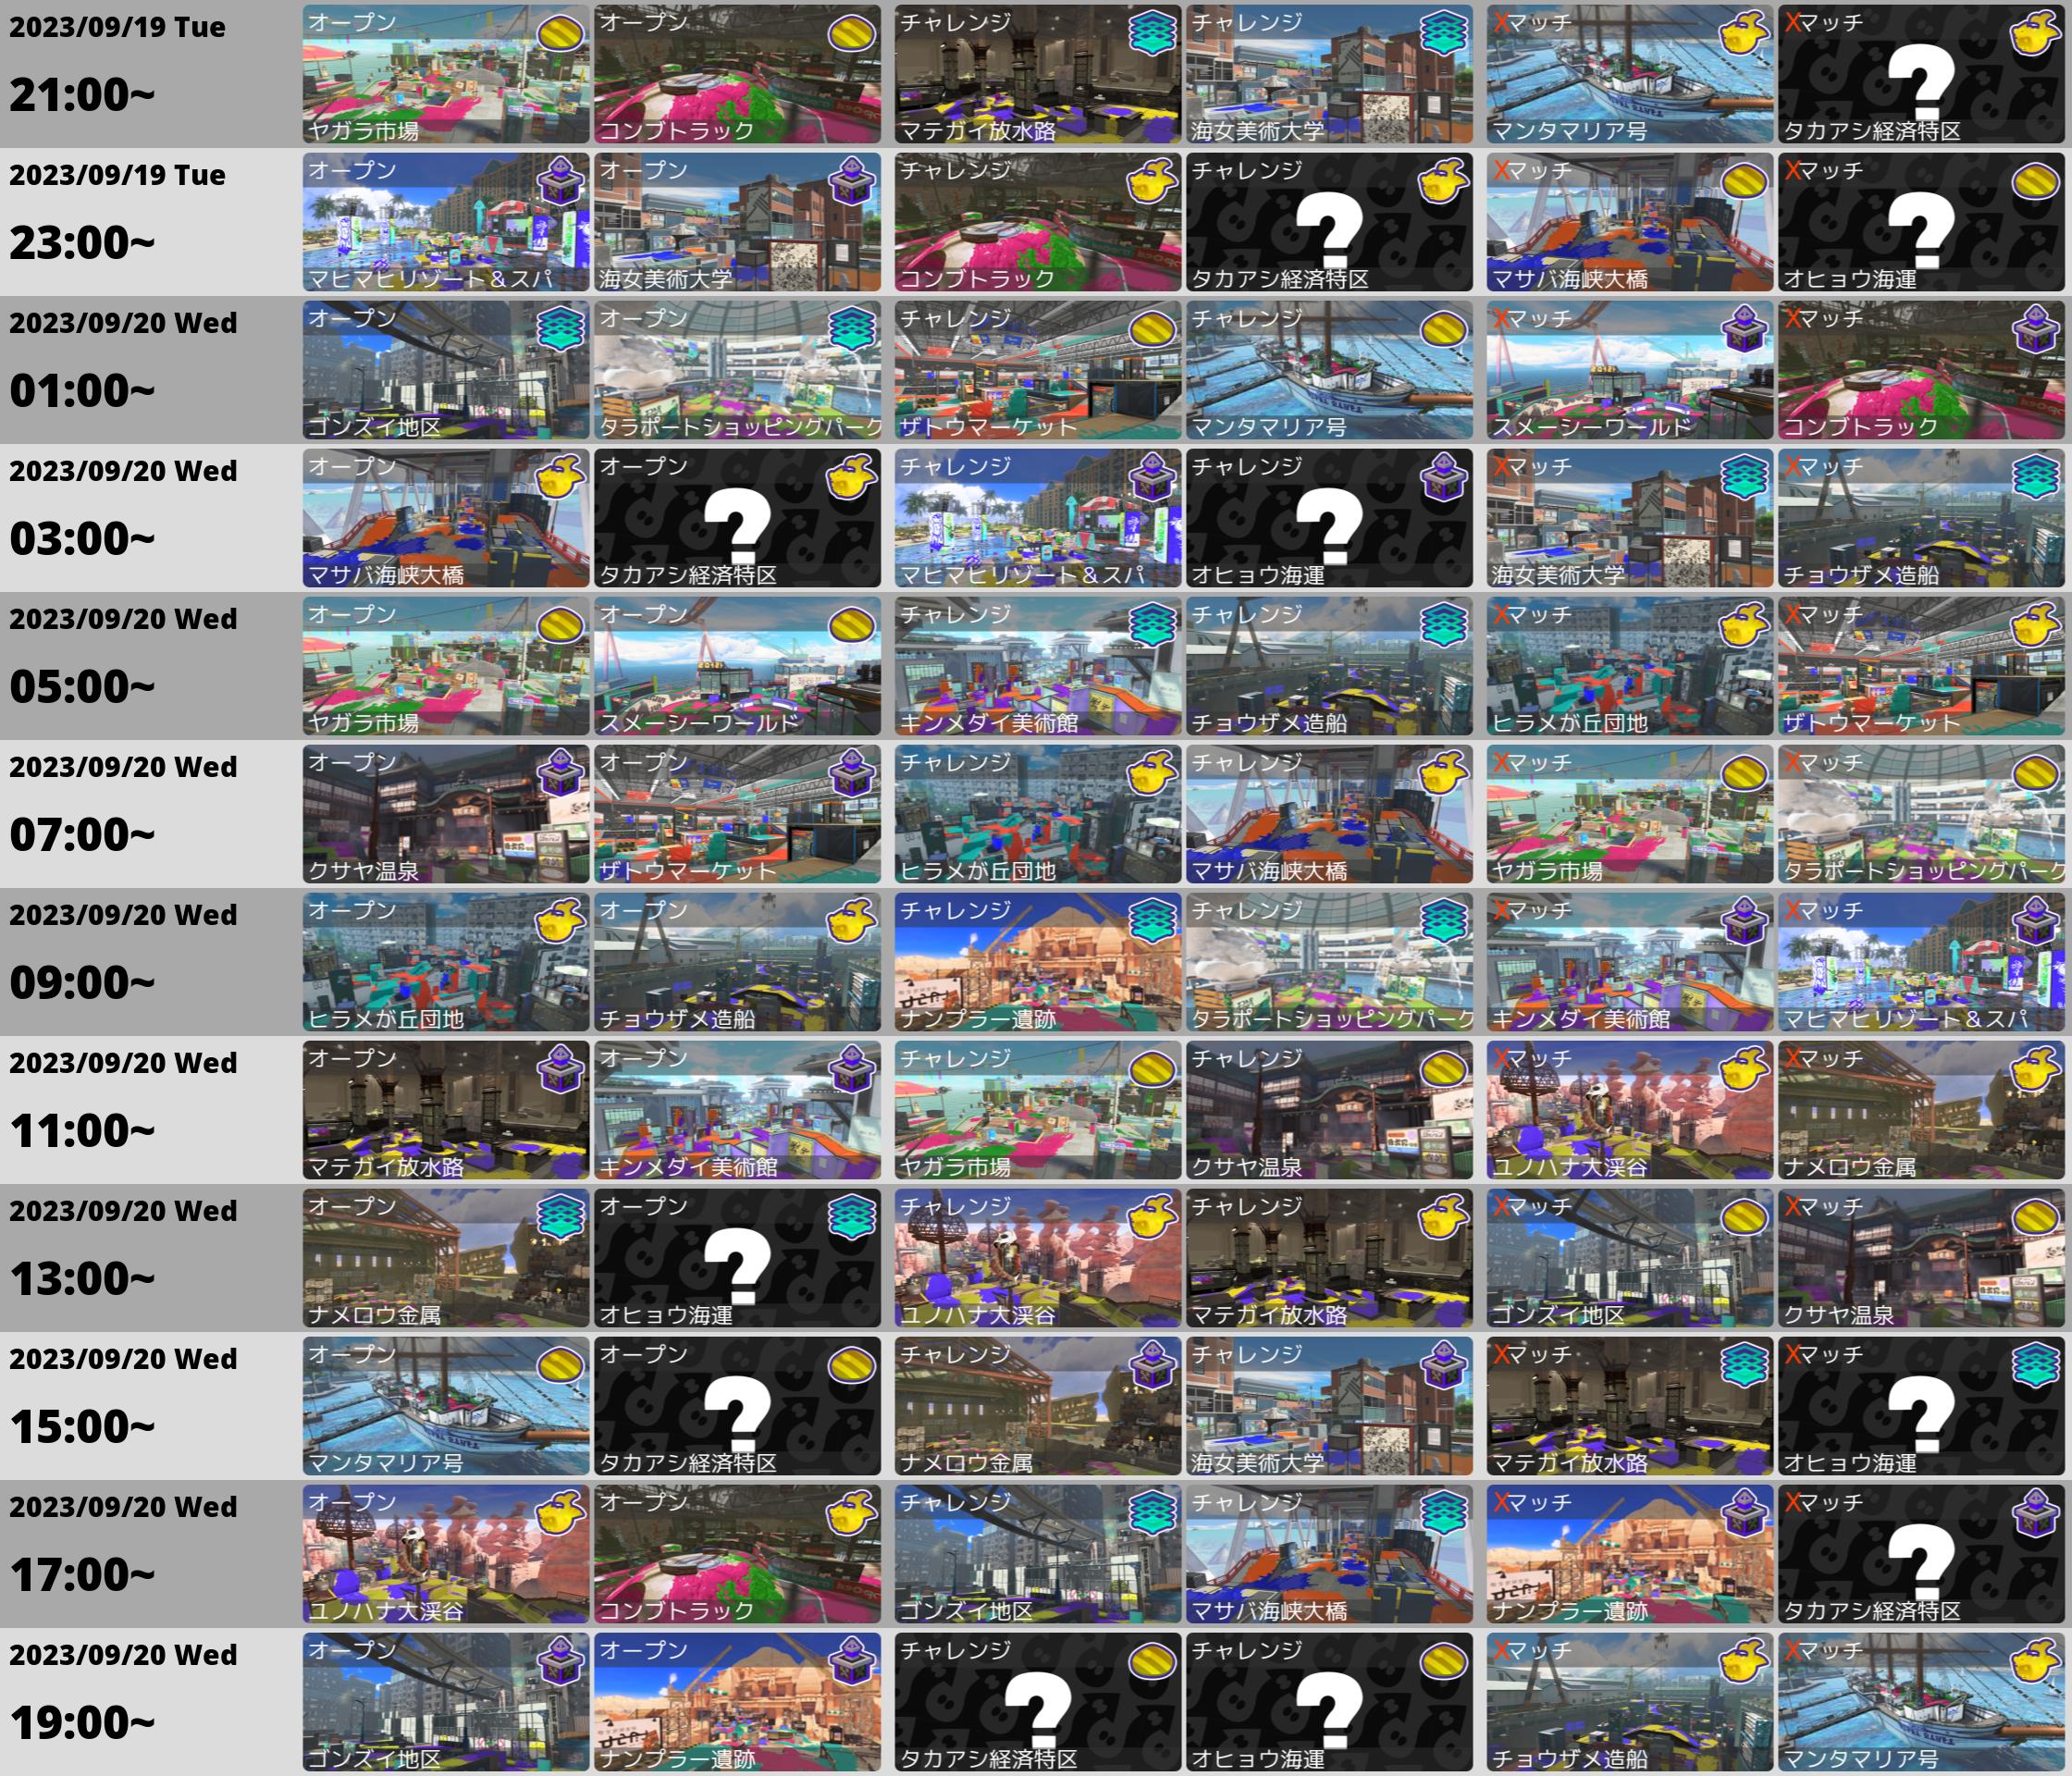 2023/09/19 Tue
21:00~
オープン
ヤガラ市場
オープン
コンブトラック
チャレンジ
マテガイ放水路
チャレンジ
海女美術大学
Xマッチ
マンタマリア号
Xマッチ
タカアシ経済特区
2023/09/19 Tue
23:00~
オープン
マヒマヒリゾート＆スパ
オープン
海女美術大学
チャレンジ
コンブトラック
チャレンジ
タカアシ経済特区
Xマッチ
マサバ海峡大橋
Xマッチ
オヒョウ海運
2023/09/20 Wed
01:00~
オープン
ゴンズイ地区
オープン
タラポートショッピングパーク
チャレンジ
ザトウマーケット
チャレンジ
マンタマリア号
Xマッチ
スメーシーワールド
Xマッチ
コンブトラック
2023/09/20 Wed
03:00~
オープン
マサバ海峡大橋
オープン
タカアシ経済特区
チャレンジ
マヒマヒリゾート＆スパ
チャレンジ
オヒョウ海運
Xマッチ
海女美術大学
Xマッチ
チョウザメ造船
2023/09/20 Wed
05:00~
オープン
ヤガラ市場
オープン
スメーシーワールド
チャレンジ
キンメダイ美術館
チャレンジ
チョウザメ造船
Xマッチ
ヒラメが丘団地
Xマッチ
ザトウマーケット
2023/09/20 Wed
07:00~
オープン
クサヤ温泉
オープン
ザトウマーケット
チャレンジ
ヒラメが丘団地
チャレンジ
マサバ海峡大橋
Xマッチ
ヤガラ市場
Xマッチ
タラポートショッピングパーク
2023/09/20 Wed
09:00~
オープン
ヒラメが丘団地
オープン
チョウザメ造船
チャレンジ
ナンプラー遺跡
チャレンジ
タラポートショッピングパーク
Xマッチ
キンメダイ美術館
Xマッチ
マヒマヒリゾート＆スパ
2023/09/20 Wed
11:00~
オープン
マテガイ放水路
オープン
キンメダイ美術館
チャレンジ
ヤガラ市場
チャレンジ
クサヤ温泉
Xマッチ
ユノハナ大渓谷
Xマッチ
ナメロウ金属
2023/09/20 Wed
13:00~
オープン
ナメロウ金属
オープン
オヒョウ海運
チャレンジ
ユノハナ大渓谷
チャレンジ
マテガイ放水路
Xマッチ
ゴンズイ地区
Xマッチ
クサヤ温泉
2023/09/20 Wed
15:00~
オープン
マンタマリア号
オープン
タカアシ経済特区
チャレンジ
ナメロウ金属
チャレンジ
海女美術大学
Xマッチ
マテガイ放水路
Xマッチ
オヒョウ海運
2023/09/20 Wed
17:00~
オープン
ユノハナ大渓谷
オープン
コンブトラック
チャレンジ
ゴンズイ地区
チャレンジ
マサバ海峡大橋
Xマッチ
ナンプラー遺跡
Xマッチ
タカアシ経済特区
2023/09/20 Wed
19:00~
オープン
ゴンズイ地区
オープン
ナンプラー遺跡
チャレンジ
タカアシ経済特区
チャレンジ
オヒョウ海運
Xマッチ
チョウザメ造船
Xマッチ
マンタマリア号